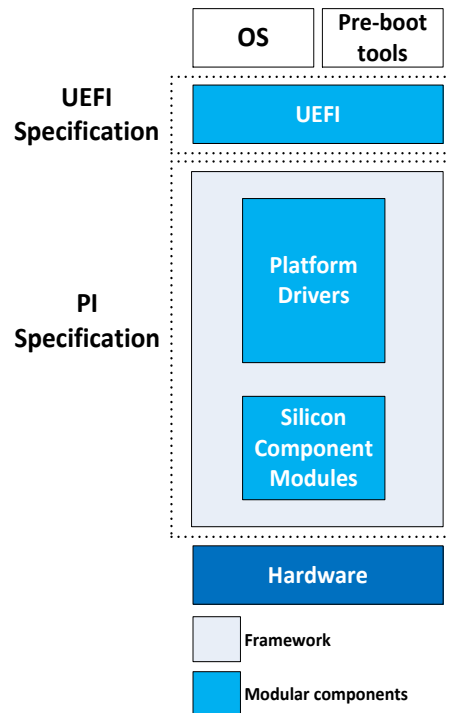 OS
Pre-boot
tools
UEFI
Specification
UEFI
PI
Specification
Platform
Drivers
Silicon
Component
Modules
Hardware
Framework
Modular components